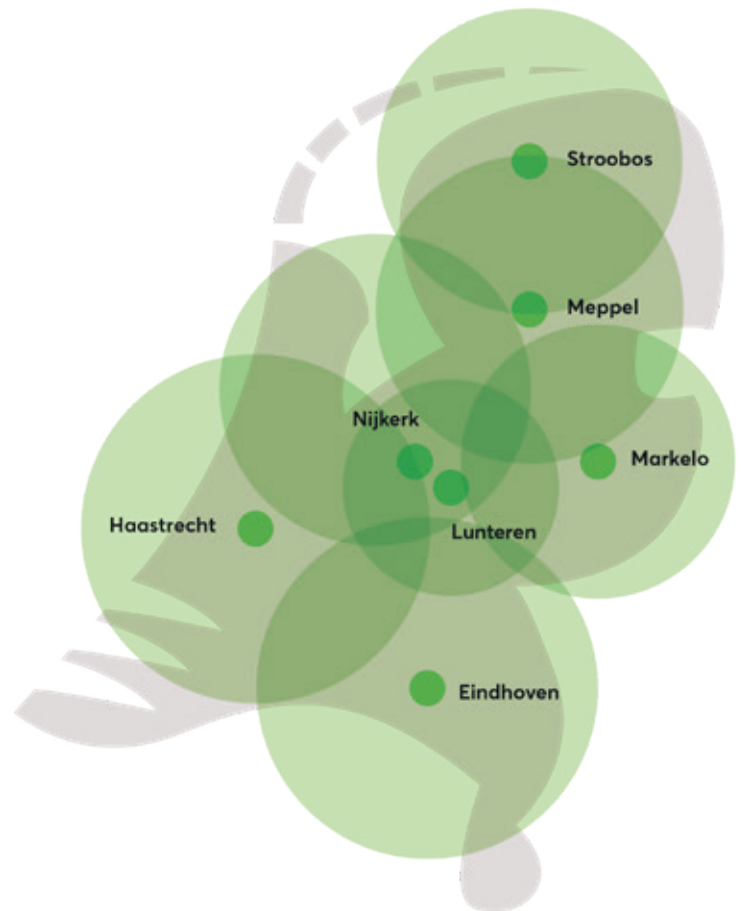 Stroobos
Meppel
Nijkerk
Markelo
Haastrecht
Lunteren
Eindhoven